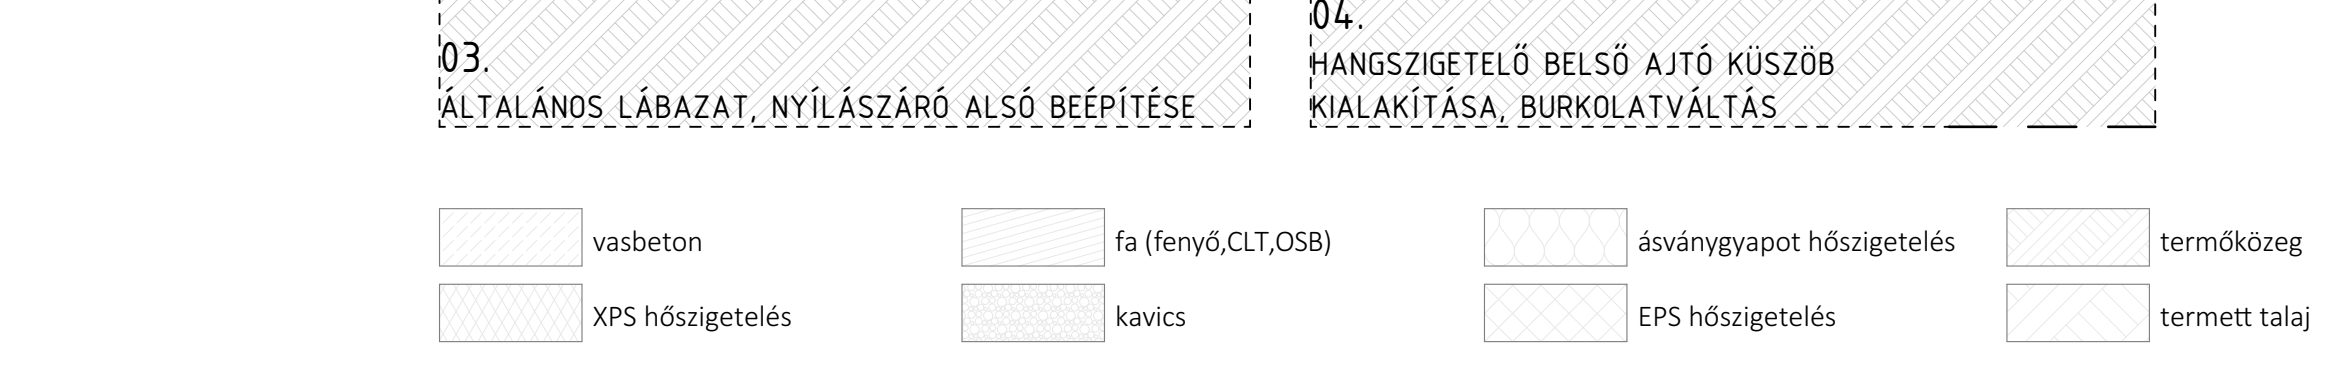 03.
ÁLTALÁNOS LÁBAZAT, NYÍLÁSZÁRÓ ALSÓ BEÉPÍTÉSE
04.
HANGSZIGETELŐ BELSŐ AJTÓ KÜSZÖB
KIALAKÍTÁSA, BURKOLATVÁLTÁS
vasbeton
fa (fenyő,CLT,OSB)
ásványgyapot hőszigetelés
termőközeg
XPS hőszigetelés
kavics
EPS hőszigetelés
termett talaj